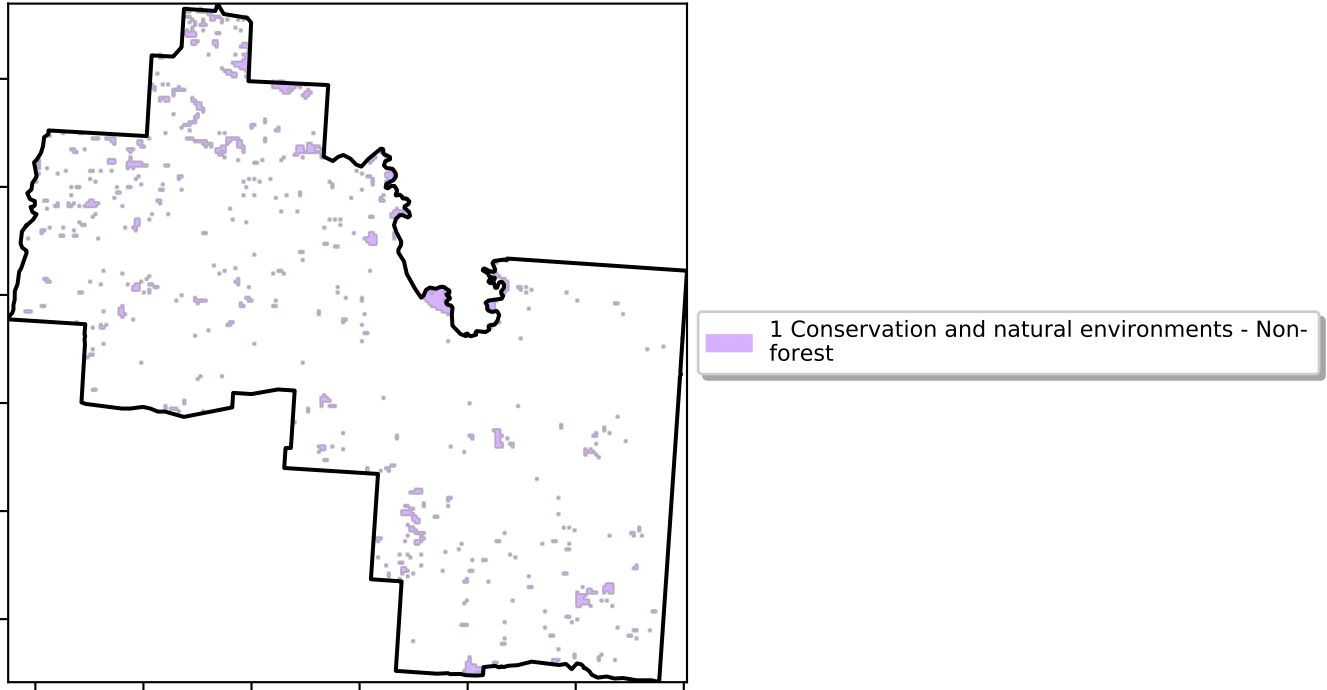 1 Conservation and natural environments - Non-
forest